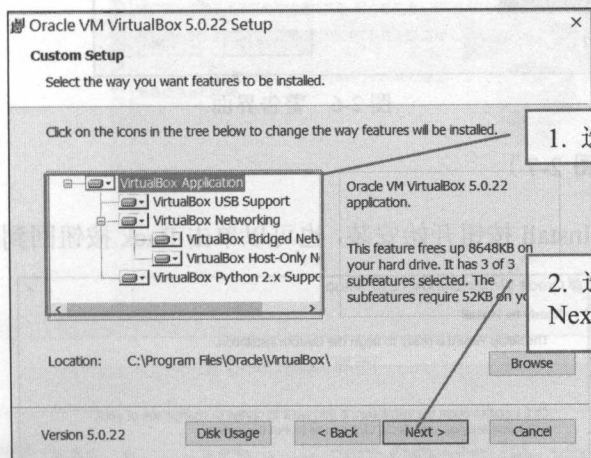 Oracle VM VirtualBox 5.0.22 Setup
Custom Setup
Select the way you want features to be installed.
Click on the icons in the tree below to change the way features will be installed.
VirtualBox Application
VirtualBox USB Support
VirtualBox Networking
VirtualBox Bridged Netw
VirtualBox Host-Only N
VirtualBox Python 2.x Suppo
Oracle VM VirtualBox 5.0.22
application.
This feature frees up 8648KB on
your hard drive. It has 3 of 3
subfeatures selected. The
subfeatures require 52KB on yo
1.
2.
Nex
Location: C:\Program Files\Oracle\VirtualBox\
Browse
Version 5.0.22
Disk Usage
< Back
Next >
Cancel